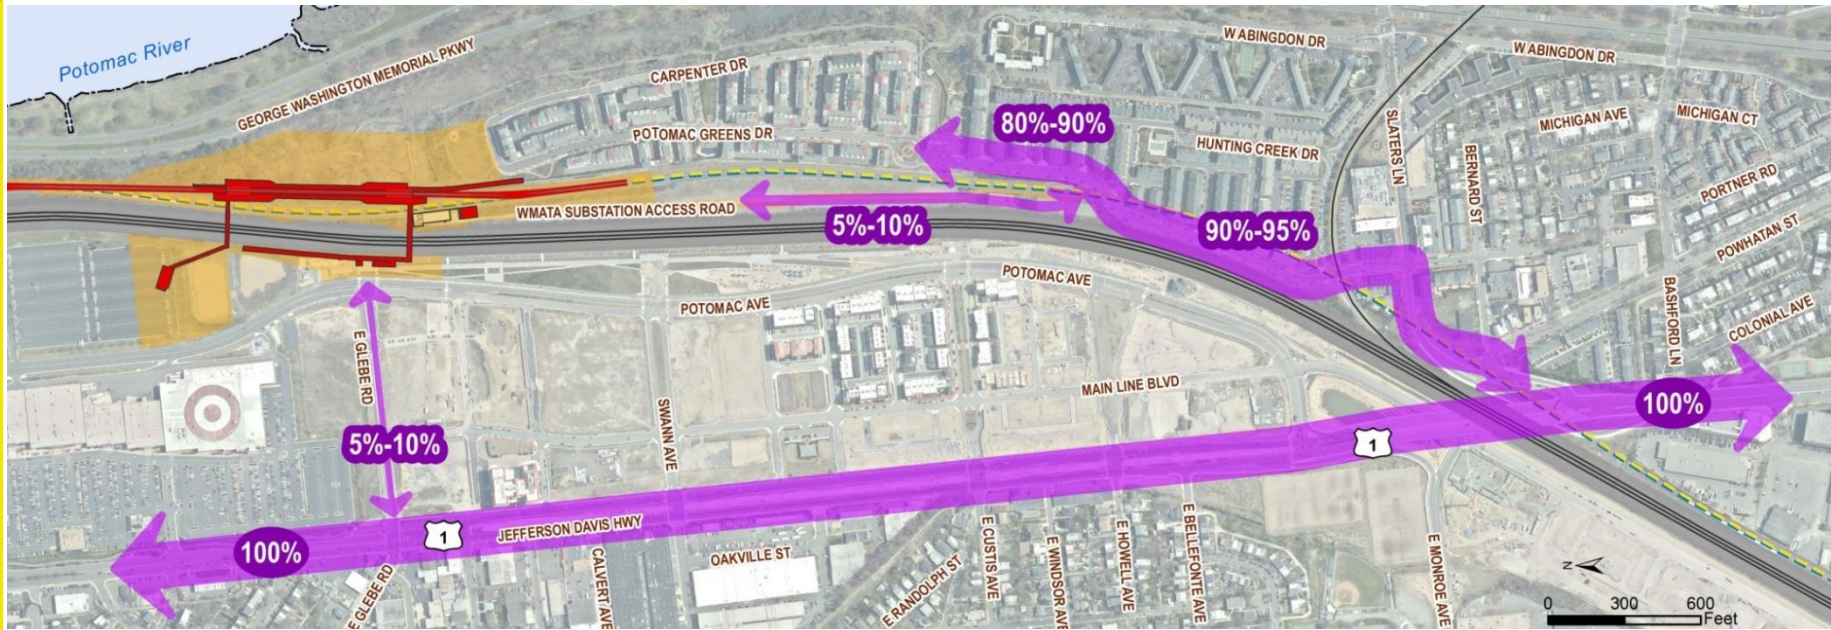 Potomac River
GEORGE WASHINGTON MEMORIAL PKWY
CARPENTER DR
POTOMAC GREENS DR
W ABINGDON DR
W ABINGDON DR
80%-90%
HUNTING CREEK DR
SLATERS LN
MICHIGAN AVE
MICHIGAN CT
BERNARD ST
PORTNER RD
POWHATAN ST
WMATA SUBSTATION ACCESS ROAD
5%-10%
90%-95%
POTOMAC AVE
POTOMAC AVE
BASHFORD LN
COLONIAL AVE
E GLEBE RD
MAIN LINE BLVD
SWANN AVE
5%-10%
100%
1
100%
1
JEFFERSON DAVIS HWY
E GLEBE RD
CALVERT AVE
OAKVILLE ST
E RANDOLPH ST
E CUSTIS AVE
E WINDSOR AVE
E HOWELL AVE
E BELLEFONTE AVE
E MONROE AVE
N
0 300 600
Feet